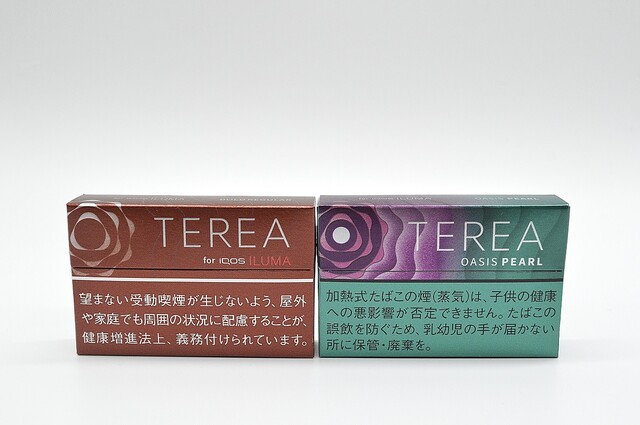 TEREA
for IQOS ILUMA
望まない受動喫煙が生じないよう、屋外
や家庭でも周囲の状況に配慮することが、
健康増進法上、義務付けられています。
OASIS PEARL
TEREA
OASIS PEARL
加熱式たばこの煙(蒸気)は、子供の健康
への悪影響が否定できません。たばこの
誤飲を防ぐため、乳幼児の手が届かない
所に保管・廃棄を。